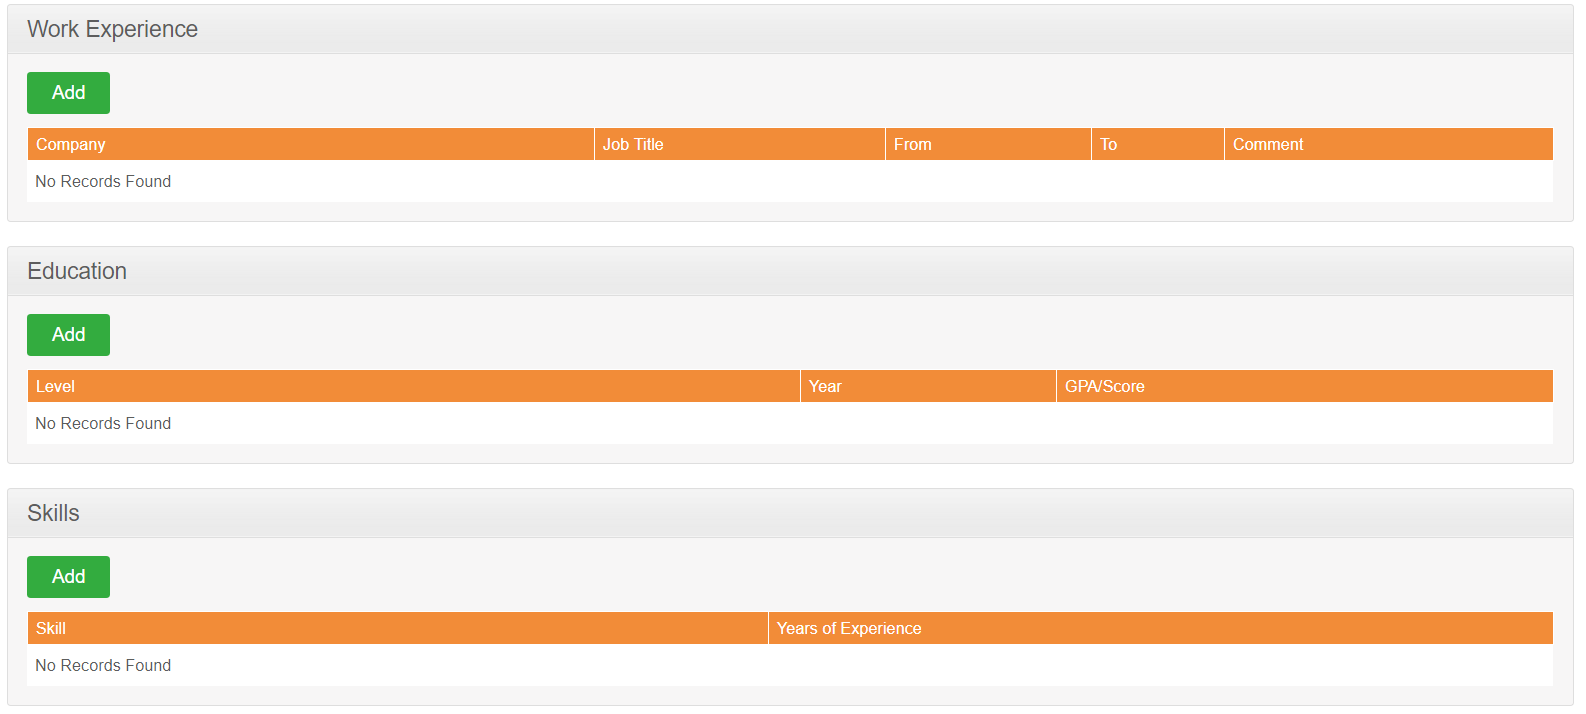 Work Experience
Add
Company Job Title From To Comment
No Records Found
Education
Add
Level Year GPA/Score
No Records Found
Skills
Add
Skill Years of Experience
No Records Found